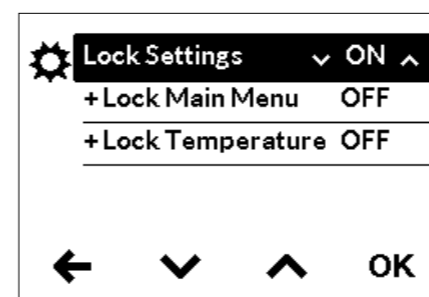 Lock Settings ON
+Lock Main Menu OFF
+Lock Temperature OFF
OK